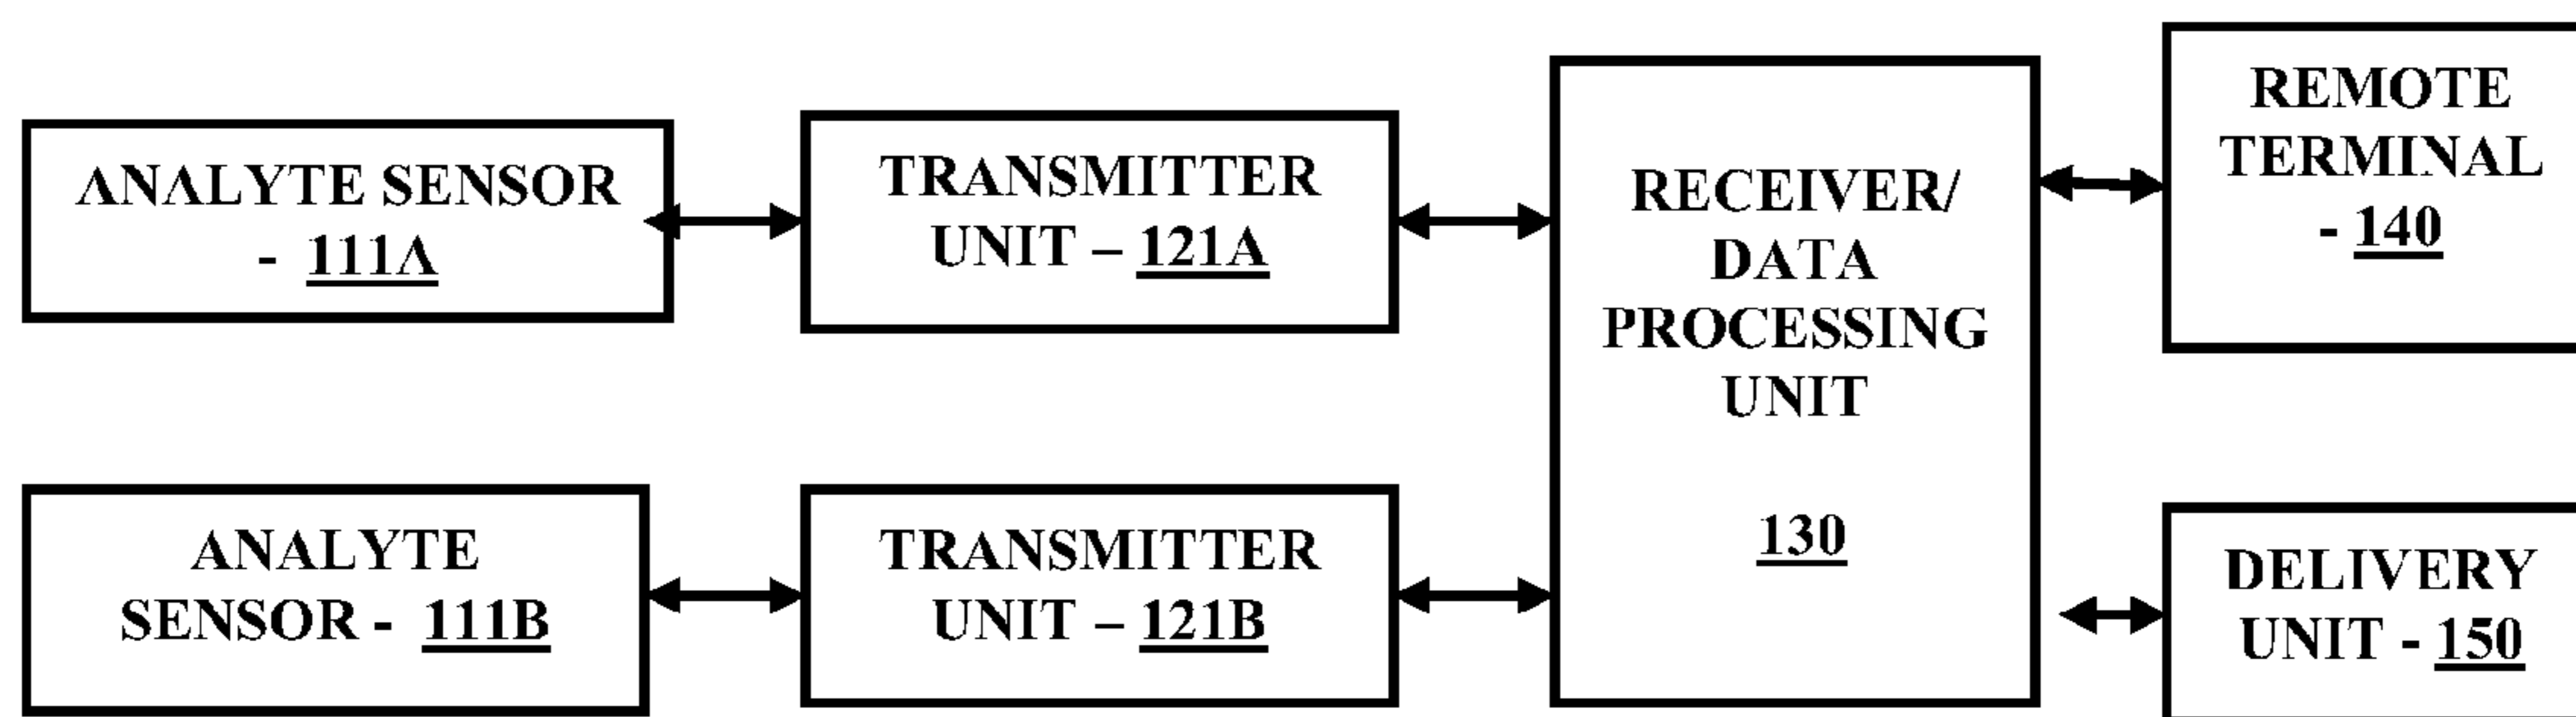 ANALYTE SENSOR
- 111A
TRANSMITTER
UNIT – 121A
RECEIVER/
DATA
PROCESSING
UNIT
130
REMOTE
TERMINAL
- 140
ANALYTE
SENSOR - 111B
TRANSMITTER
UNIT – 121B
DELIVERY
UNIT - 150